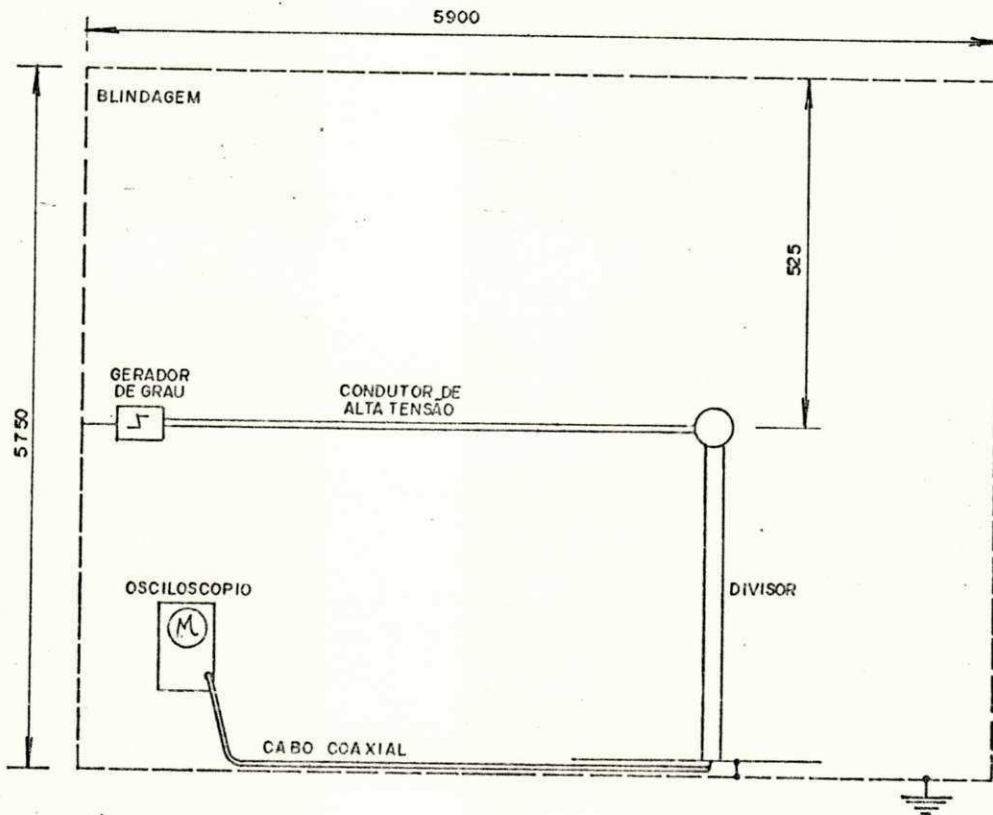 5900
BLINDAGEM
525
5750
GERADOR
DE GRAU
CONDUTOR DE
ALTA TENSÃO
OSCILOSCOPIO
M
DIVISOR
CABO COAXIAL